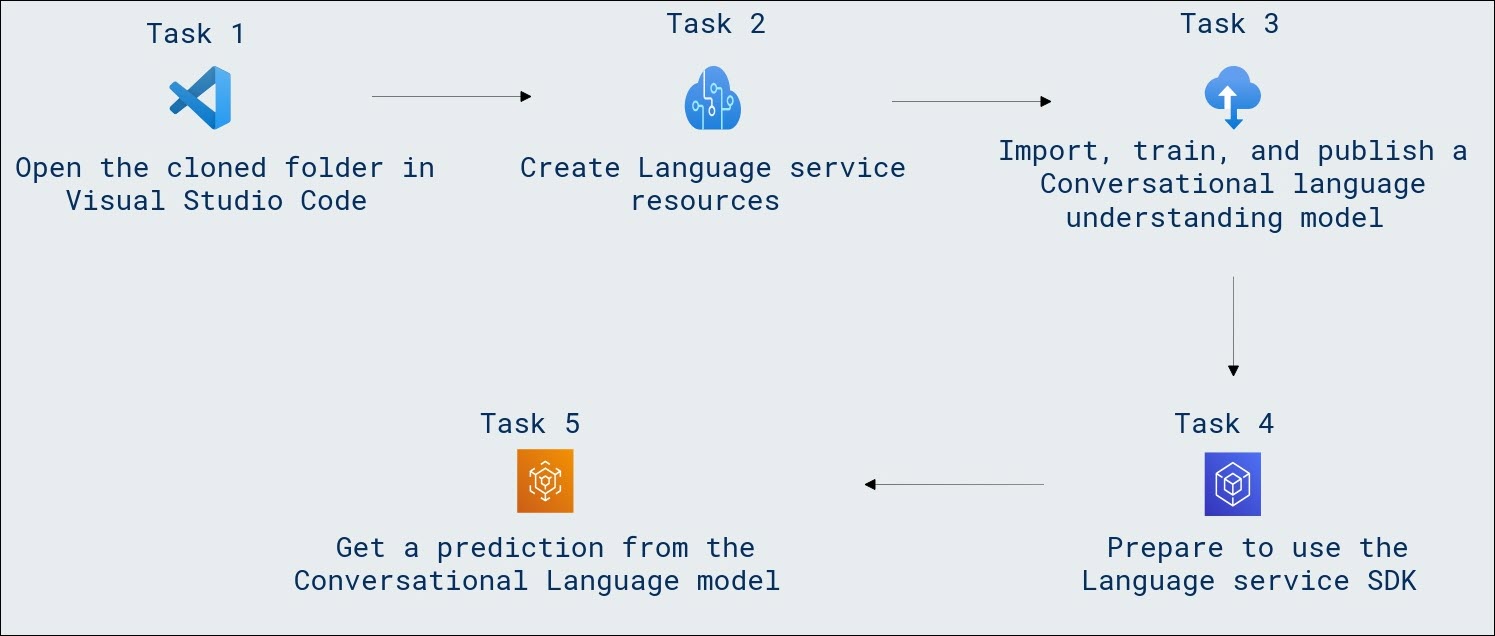 Task 1
Open the cloned folder in
Visual Studio Code
Task 2
Create Language service
resources
Task 3
Import, train, and publish a
Conversational language
understanding model
Task 4
Prepare to use the
Language service SDK
Task 5
Get a prediction from the
Conversational Language model